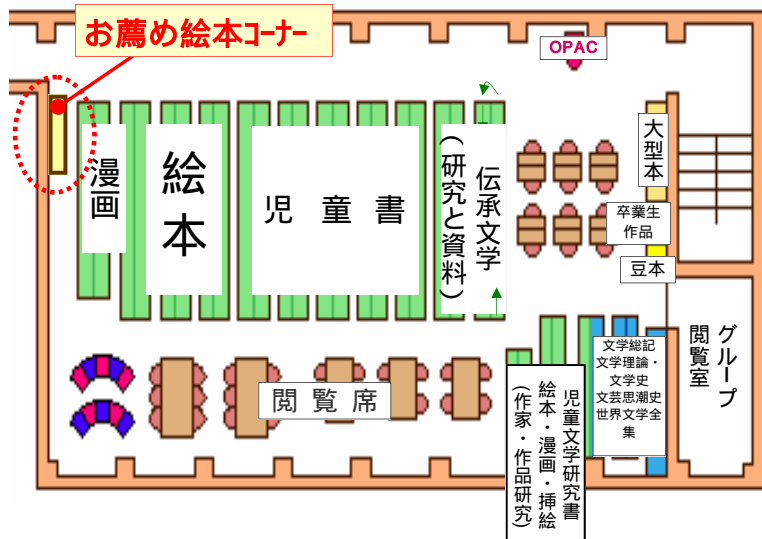 お薦め絵本コーナー
OPAC
漫画
絵本
児童書
伝承文学
(研究と資料)
大型本
卒業生
作品
豆本
グループ
閲覧室
閲覧席
文学総記
文学理論・
文学史
文芸思潮史
世界文学全
集
児童文学研究書
絵本・漫画・挿絵
(作家・作品研究)